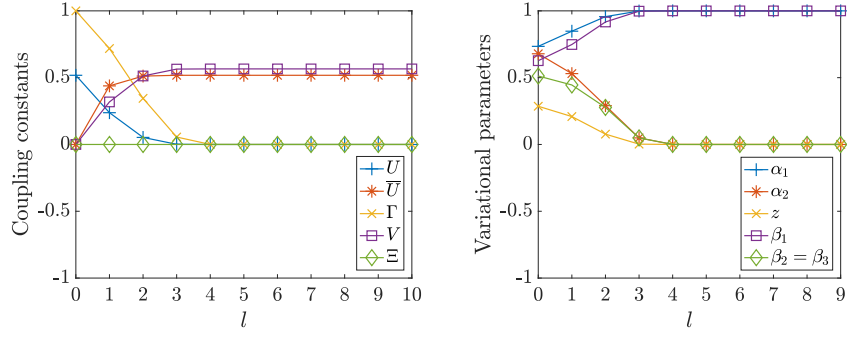 Coupling constants
1
0.5
0
-0.5
-1
0 1 2 3 4 5 6 7 8 9 10
l
U
U̅
Γ
V
Ξ
Variational parameters
1
0.5
0
-0.5
-1
0 1 2 3 4 5 6 7 8 9
l
α₁
α₂
z
β₁
β₂ = β₃